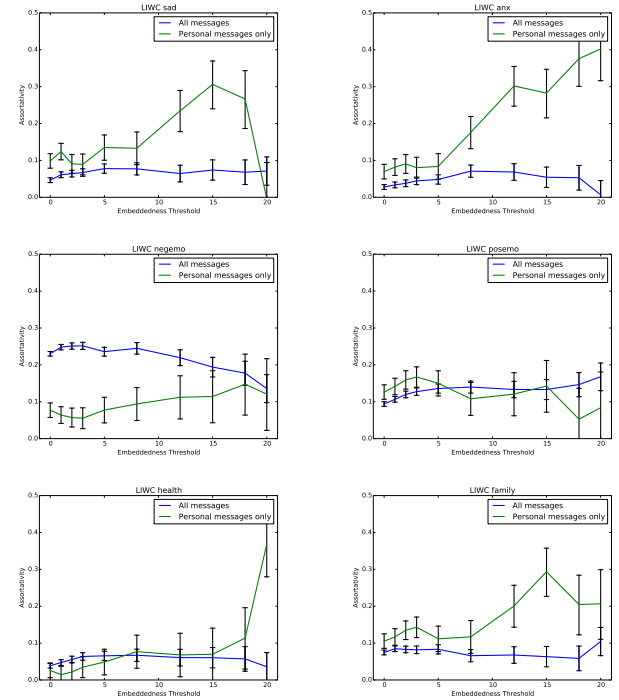 LIWC sad
0.5
0.4
0.3
0.2
0.1
0.0
Assortativity
All messages
Personal messages only
0 5 10 15 20
Embeddedness Threshold
LIWC anx
0.5
0.4
0.3
0.2
0.1
0.0
Assortativity
All messages
Personal messages only
0 5 10 15 20
Embeddedness Threshold
LIWC negemo
0.5
0.4
0.3
0.2
0.1
0.0
Assortativity
All messages
Personal messages only
0 5 10 15 20
Embeddedness Threshold
LIWC posemo
0.5
0.4
0.3
0.2
0.1
0.0
Assortativity
All messages
Personal messages only
0 5 10 15 20
Embeddedness Threshold
LIWC health
0.5
0.4
0.3
0.2
0.1
0.0
Assortativity
All messages
Personal messages only
0 5 10 15 20
Embeddedness Threshold
LIWC family
0.5
0.4
0.3
0.2
0.1
0.0
Assortativity
All messages
Personal messages only
0 5 10 15 20
Embeddedness Threshold